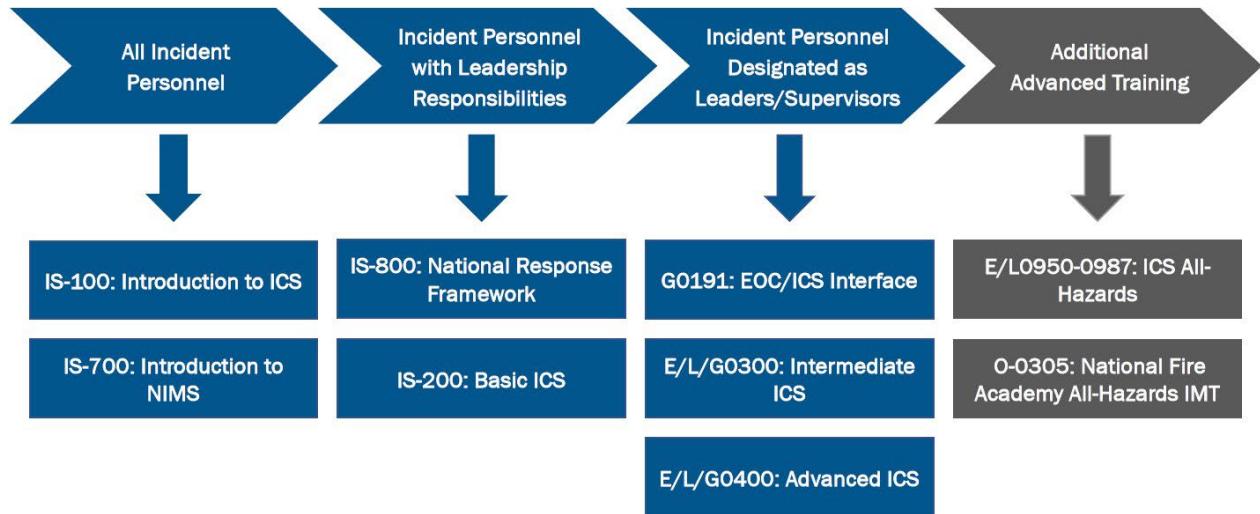 All Incident
Personnel
Incident Personnel
with Leadership
Responsibilities
Incident Personnel
Designated as
Leaders/Supervisors
Additional
Advanced Training
IS-100: Introduction to ICS
IS-700: Introduction to
NIMS
IS-800: National Response
Framework
IS-200: Basic ICS
G0191: EOC/ICS Interface
E/L/G0300: Intermediate
ICS
E/L/G0400: Advanced ICS
E/L0950-0987: ICS All-
Hazards
O-0305: National Fire
Academy All-Hazards IMT